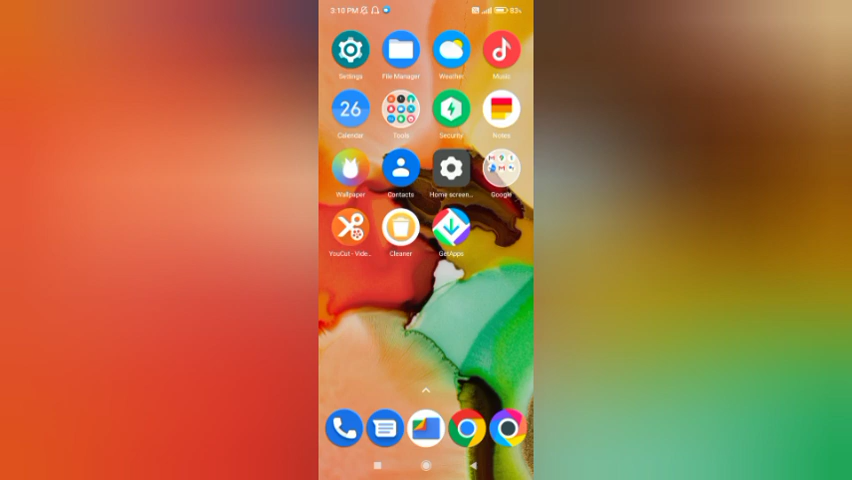 3:10 PM 83%
Settings File Manager Weather Music
26
Calendar Tools Security Notes
Wallpaper Contacts Home screen... Google
YouCut - Vide.. Cleaner GetApps